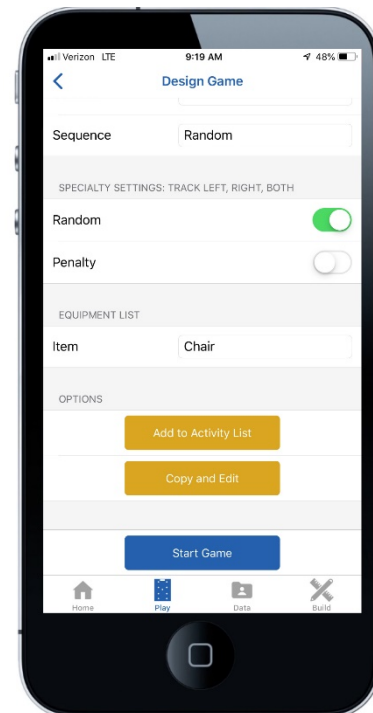 Verizon LTE 9:19 AM 48%
Design Game
Sequence Random
SPECIALTY SETTINGS: TRACK LEFT, RIGHT, BOTH
Random
Penalty
EQUIPMENT LIST
Item Chair
OPTIONS
Add to Activity List
Copy and Edit
Start Game
Home Play Data Build